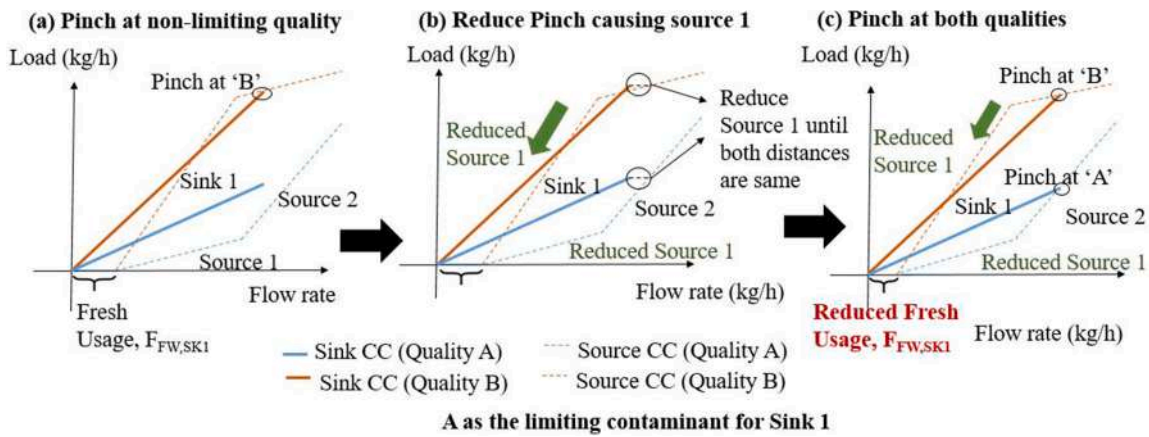 (a) Pinch at non-limiting quality
Load (kg/h)
Pinch at ‘B’
Sink 1
Source 2
Source 1
Flow rate
Fresh
Usage, FFW,SK1
(b) Reduce Pinch causing source 1
Load (kg/h)
Reduced
Source 1
Reduce
Source 1 until
both distances
are same
Sink 1
Source 2
Reduced Source 1
Flow rate (kg/h)
(c) Pinch at both qualities
Load (kg/h)
Pinch at ‘B’
Reduced
Source 1
Pinch at ‘A’
Sink 1
Source 2
Reduced Source 1
Reduced Fresh
Usage, FFW,SK1
Flow rate (kg/h)
Sink CC (Quality A)
Source CC (Quality A)
Sink CC (Quality B)
Source CC (Quality B)
A as the limiting contaminant for Sink 1